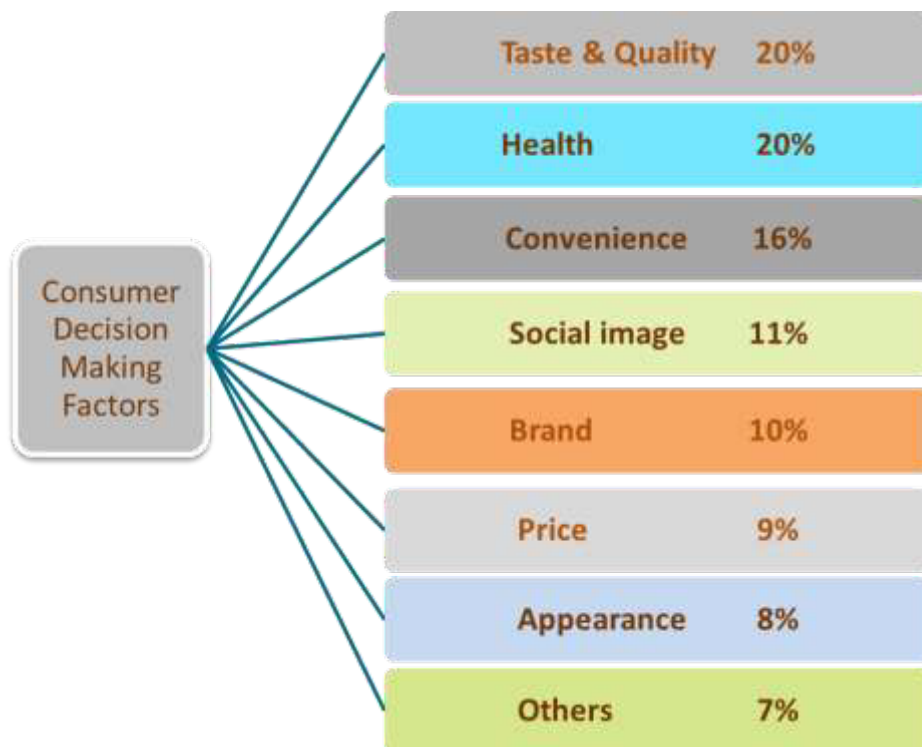 Consumer
Decision
Making
Factors
Taste & Quality 20%
Health 20%
Convenience 16%
Social image 11%
Brand 10%
Price 9%
Appearance 8%
Others 7%